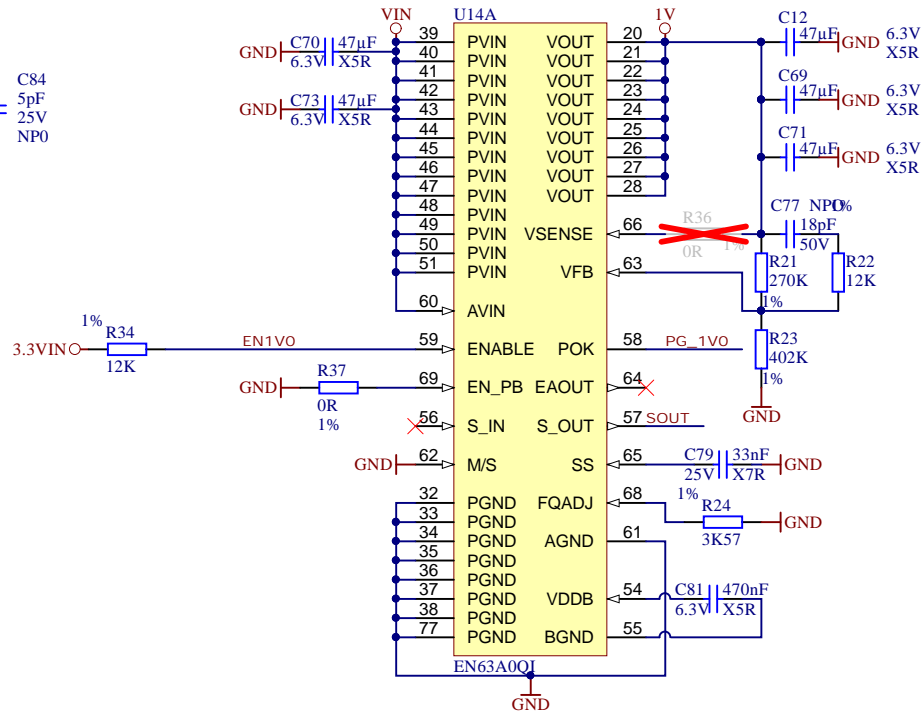 C84
5pF
25V
NP0
VIN
U14A
1V
GND
C70
6.3V
47µF
X5R
GND
C73
6.3V
47µF
X5R
39 PVIN
40 PVIN
41 PVIN
42 PVIN
43 PVIN
44 PVIN
45 PVIN
46 PVIN
47 PVIN
48 PVIN
49 PVIN
50 PVIN
51 PVIN
60 AVIN
59 ENABLE
69 EN_PB
56 S_IN
62 M/S
32 PGND
33 PGND
34 PGND
35 PGND
36 PGND
37 PGND
38 PGND
77 PGND
VOUT 20
VOUT 21
VOUT 22
VOUT 23
VOUT 24
VOUT 25
VOUT 26
VOUT 27
VOUT 28
VSENSE 66
VFB 63
POK 58
EAOUT 64
S_OUT 57
SS 65
FQADJ 68
AGND 61
VDDB 54
BGND 55
EN63A0QI
GND
C12
47µF
GND
6.3V
X5R
C69
47µF
GND
6.3V
X5R
C71
47µF
GND
6.3V
X5R
R36
0R
1%
C77
NP0
1%
18pF
50V
R21
270K
1%
R22
12K
R23
402K
1%
GND
PG_1V0
SOUT
C79
25V
33nF
X7R
GND
1%
R24
3K57
GND
C81
6.3V
470nF
X5R
3.3VIN
1%
R34
12K
EN1V0
GND
R37
0R
1%
GND